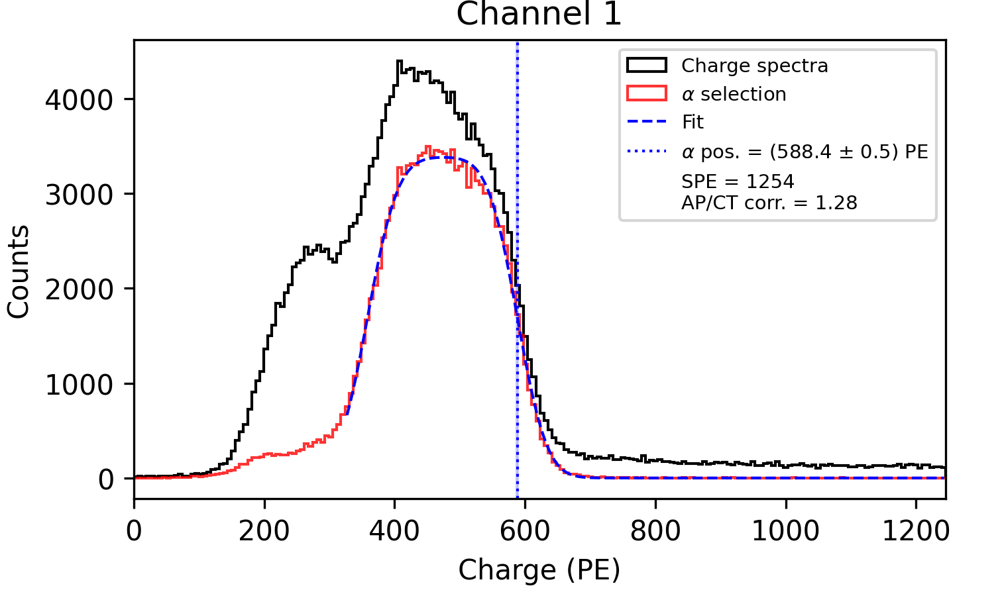 Channel 1
Charge spectra
α selection
Fit
α pos. = (588.4 ± 0.5) PE
SPE = 1254
AP/CT corr. = 1.28
Counts
4000
3000
2000
1000
0
0 200 400 600 800 1000 1200
Charge (PE)